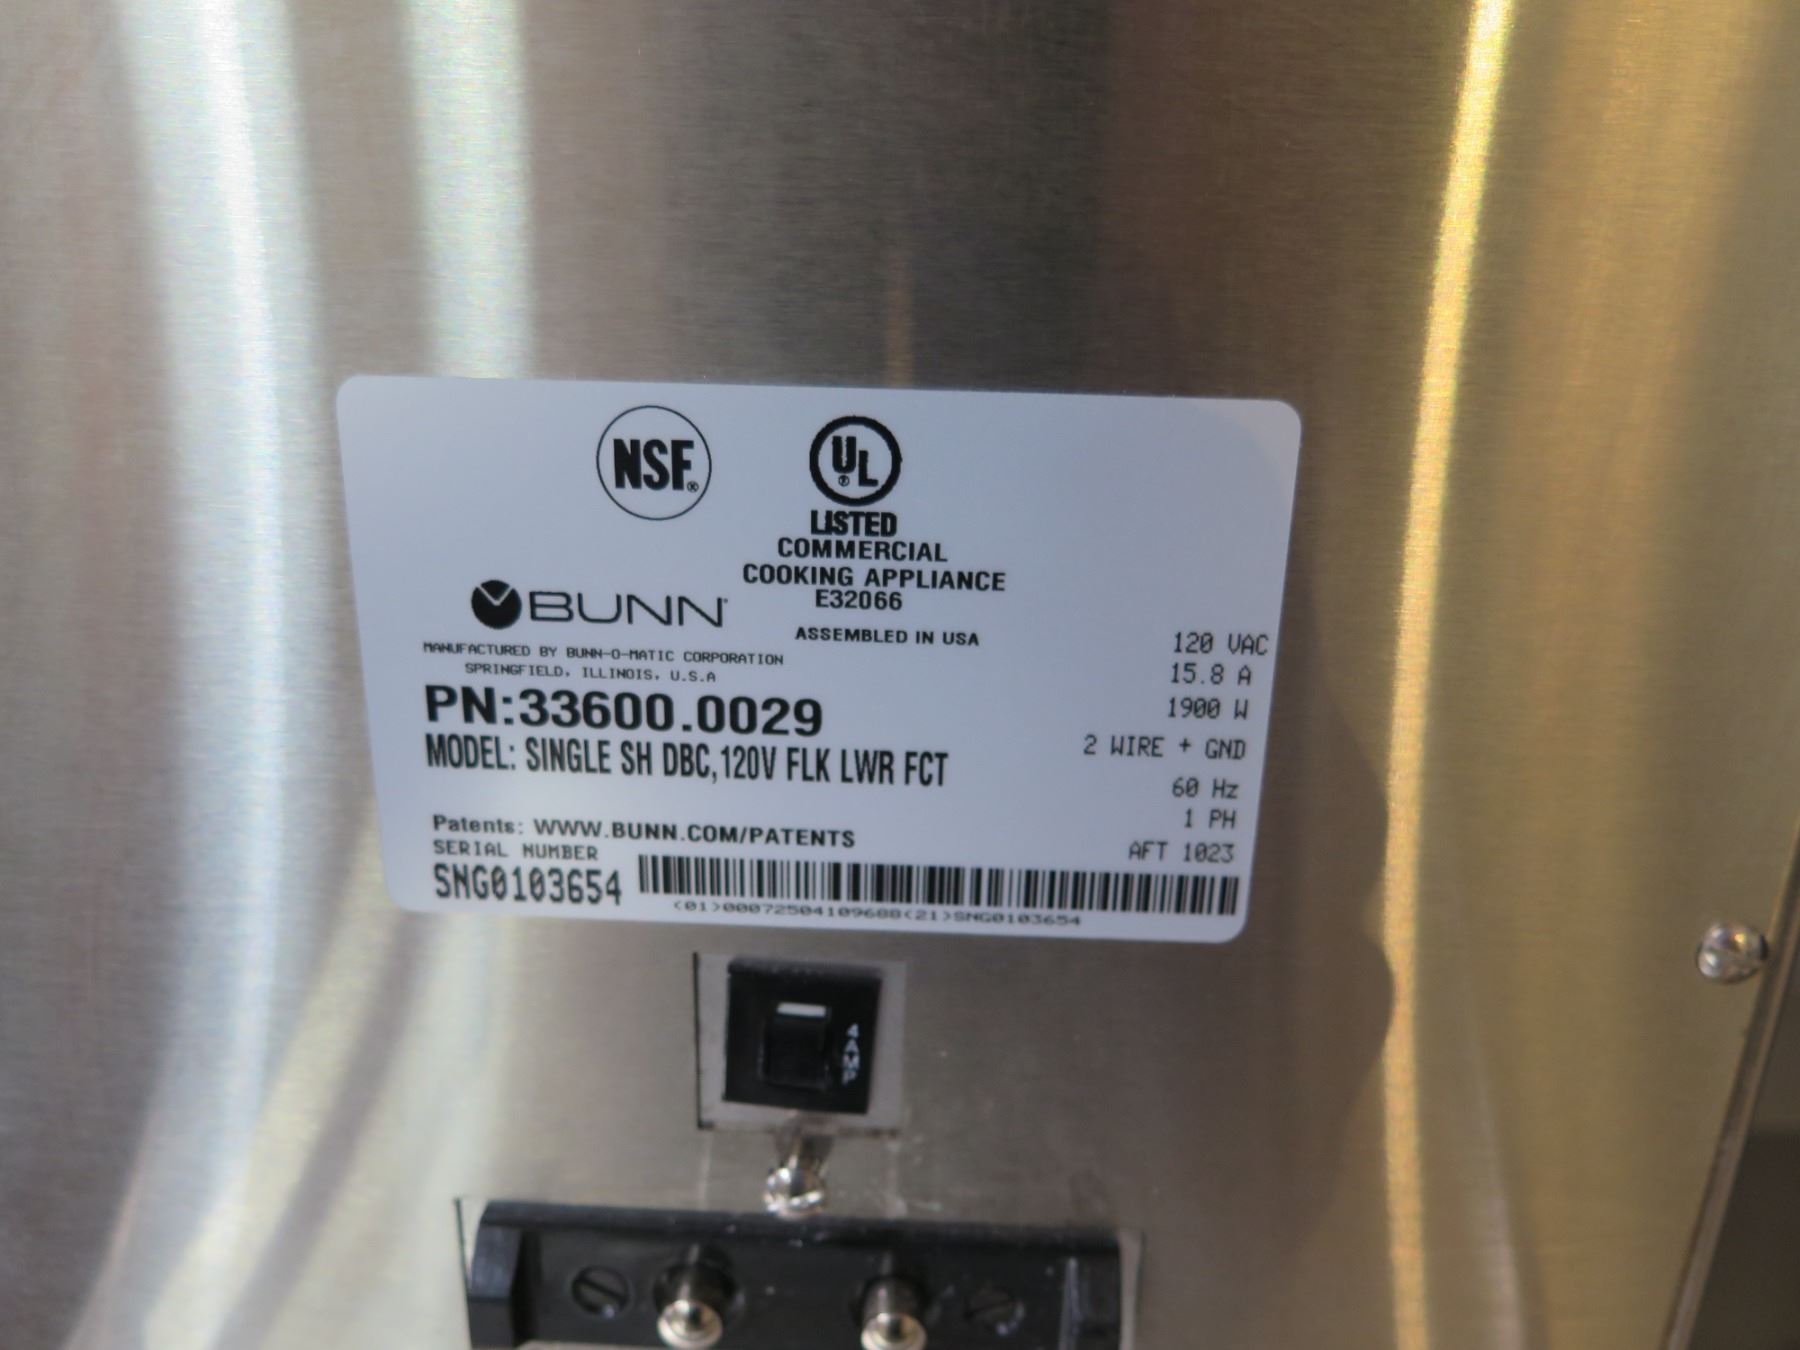 NSF®
UL®
LISTED
COMMERCIAL
COOKING APPLIANCE
E32066
ASSEMBLED IN USA
BUNN®
MANUFACTURED BY BUNN-O-MATIC CORPORATION
SPRINGFIELD, ILLINOIS, U.S.A
PN:33600.0029
MODEL: SINGLE SH DBC,120V FLK LWR FCT
120 VAC
15.8 A
1900 W
2 WIRE + GND
60 Hz
1 PH
AFT 1023
Patents: WWW.BUNN.COM/PATENTS
SERIAL NUMBER
SNG0103654
(01)00072504109688(21)SNG0103654
4 AMP